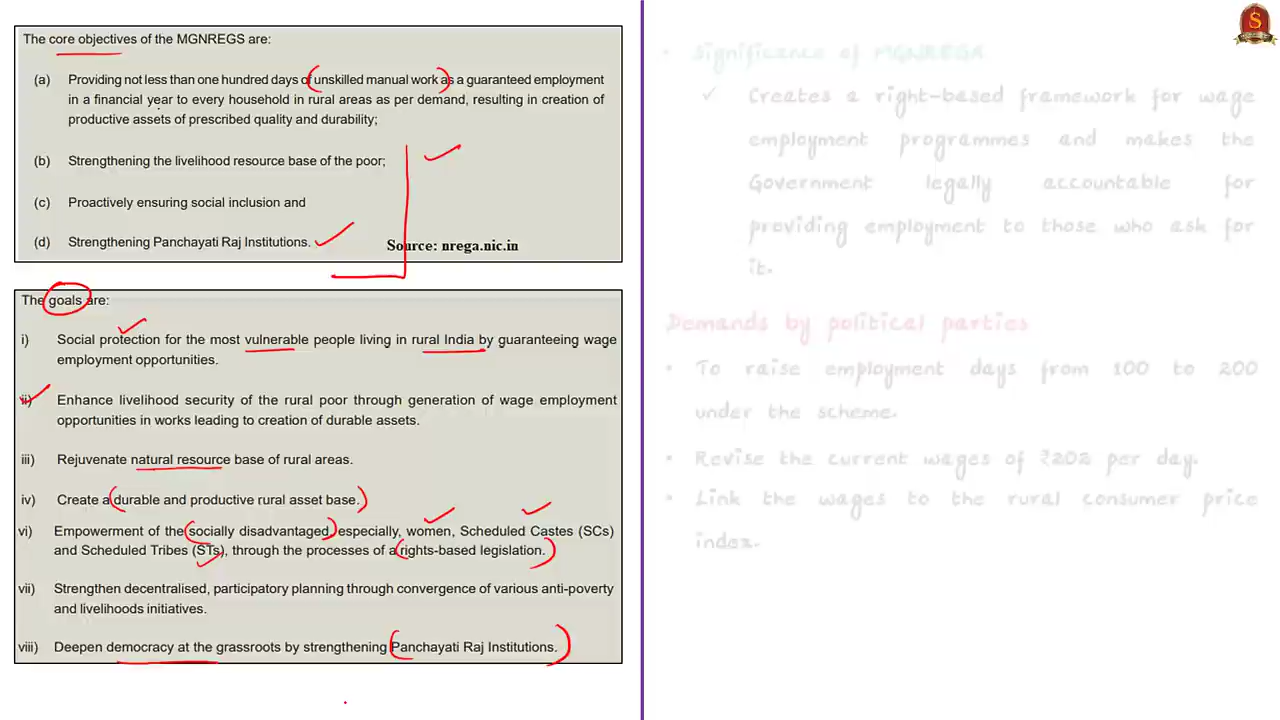 The core objectives of the MGNREGS are:
(a) Providing not less than one hundred days of unskilled manual work as a guaranteed employment
in a financial year to every household in rural areas as per demand, resulting in creation of
productive assets of prescribed quality and durability;
(b) Strengthening the livelihood resource base of the poor;
(c) Proactively ensuring social inclusion and
(d) Strengthening Panchayati Raj Institutions.
Source: nrega.nic.in
The goals are:
i) Social protection for the most vulnerable people living in rural India by guaranteeing wage
employment opportunities.
ii) Enhance livelihood security of the rural poor through generation of wage employment
opportunities in works leading to creation of durable assets.
iii) Rejuvenate natural resource base of rural areas.
iv) Create a durable and productive rural asset base.
vi) Empowerment of the socially disadvantaged, especially, women, Scheduled Castes (SCs)
and Scheduled Tribes (STs), through the processes of a rights-based legislation.
vii) Strengthen decentralised, participatory planning through convergence of various anti-poverty
and livelihoods initiatives.
viii) Deepen democracy at the grassroots by strengthening Panchayati Raj Institutions.
• Significance of MGNREGA
✓ Creates a right-based framework for wage
employment programmes and makes the
Government legally accountable for
providing employment to those who ask for
it.
Demands by political parties
• To raise employment days from 100 to 200
under the scheme.
• Revise the current wages of ₹202 per day.
• Link the wages to the rural consumer price
index.
S